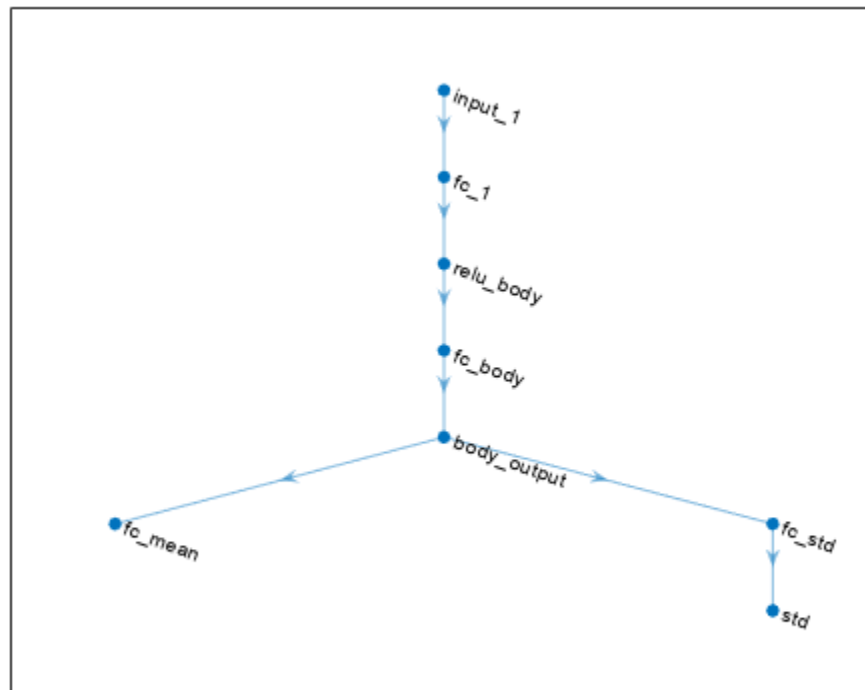 input_1
fc_1
relu_body
fc_body
body_output
fc_mean
fc_std
std